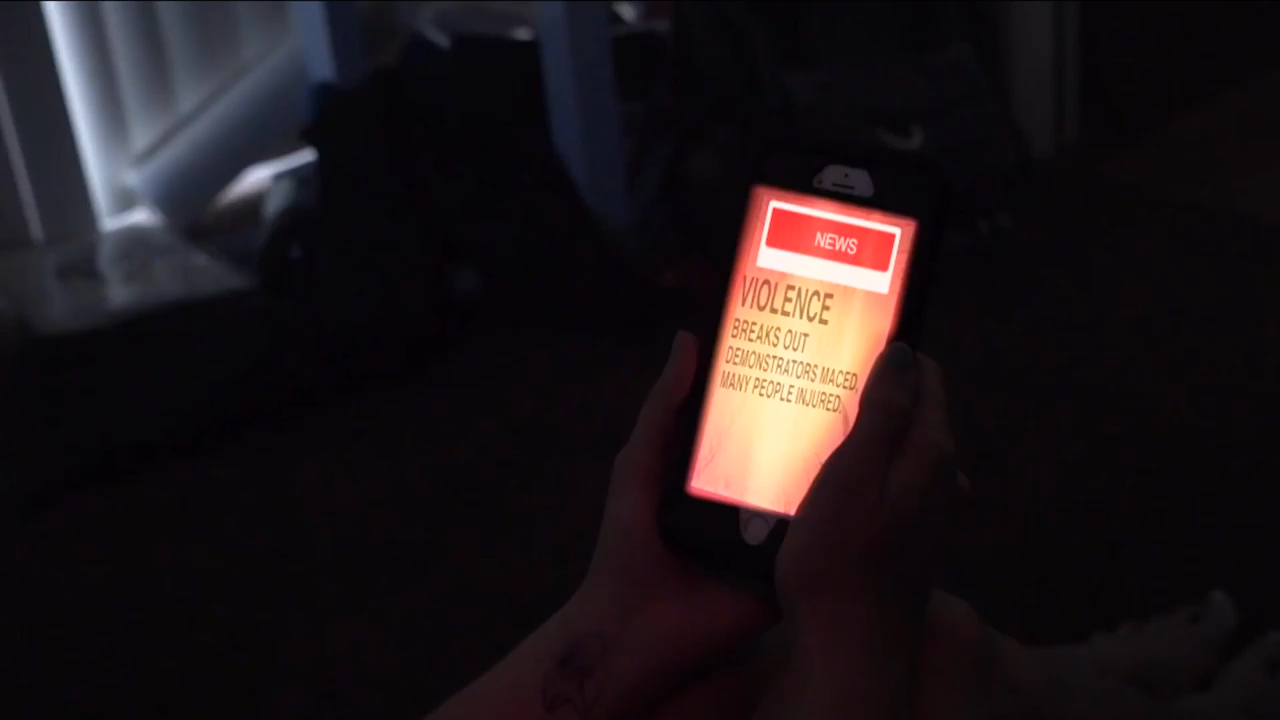 NEWS
VIOLENCE
BREAKS OUT
DEMONSTRATORS MACED,
MANY PEOPLE INJURED.